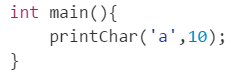 int main(){
    printChar('a',10);
}